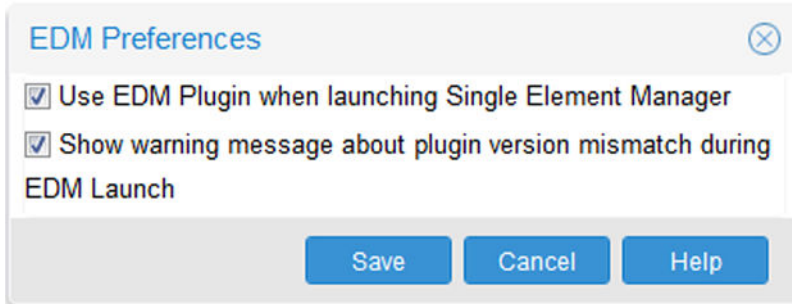 EDM Preferences
Use EDM Plugin when launching Single Element Manager
Show warning message about plugin version mismatch during
EDM Launch
Save Cancel Help